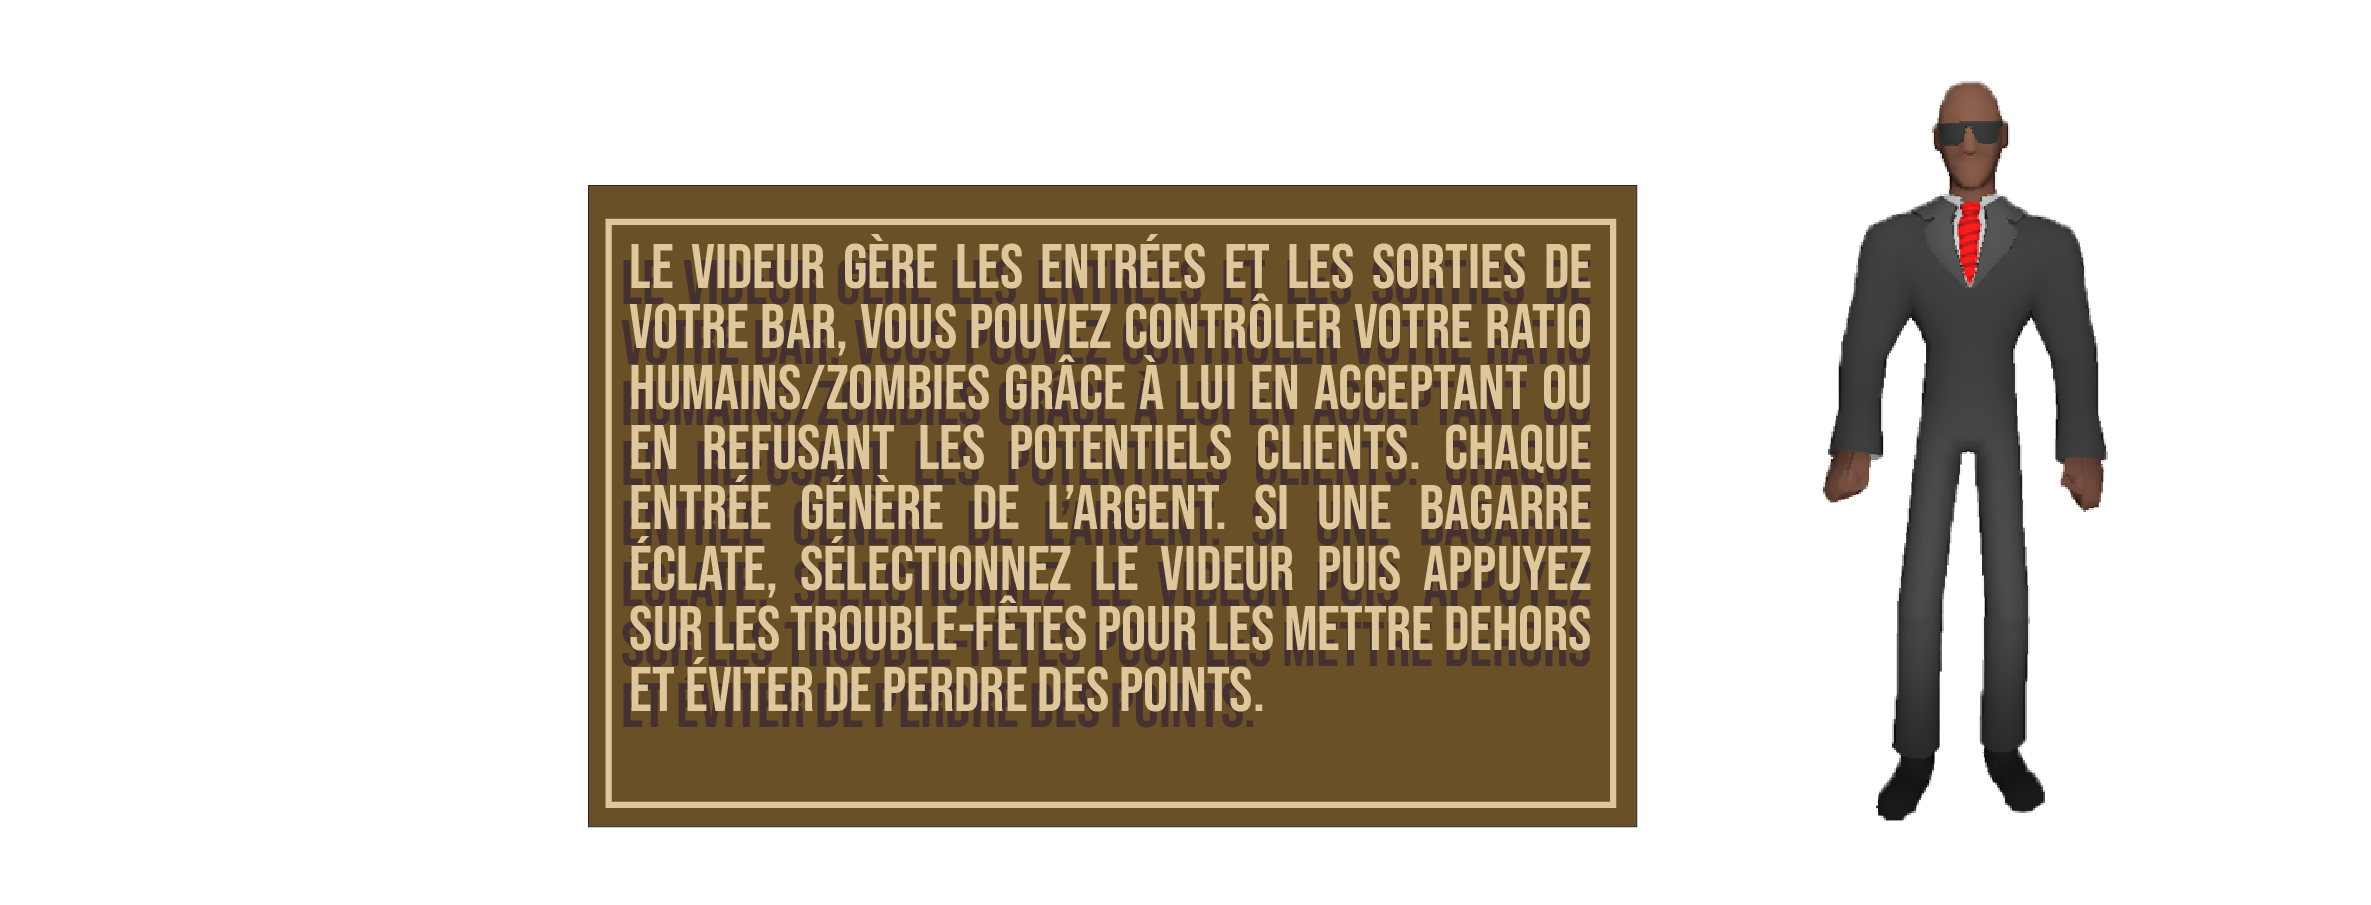 LE VIDEUR GÈRE LES ENTRÉES ET LES SORTIES DE
VOTRE BAR, VOUS POUVEZ CONTRÔLER VOTRE RATIO
HUMAINS/ZOMBIES GRÂCE À LUI EN ACCEPTANT OU
EN REFUSANT LES POTENTIELS CLIENTS. CHAQUE
ENTRÉE GÉNÈRE DE L’ARGENT. SI UNE BAGARRE
ÉCLATE, SÉLECTIONNEZ LE VIDEUR PUIS APPUYEZ
SUR LES TROUBLE-FÊTES POUR LES METTRE DEHORS
ET ÉVITER DE PERDRE DES POINTS.